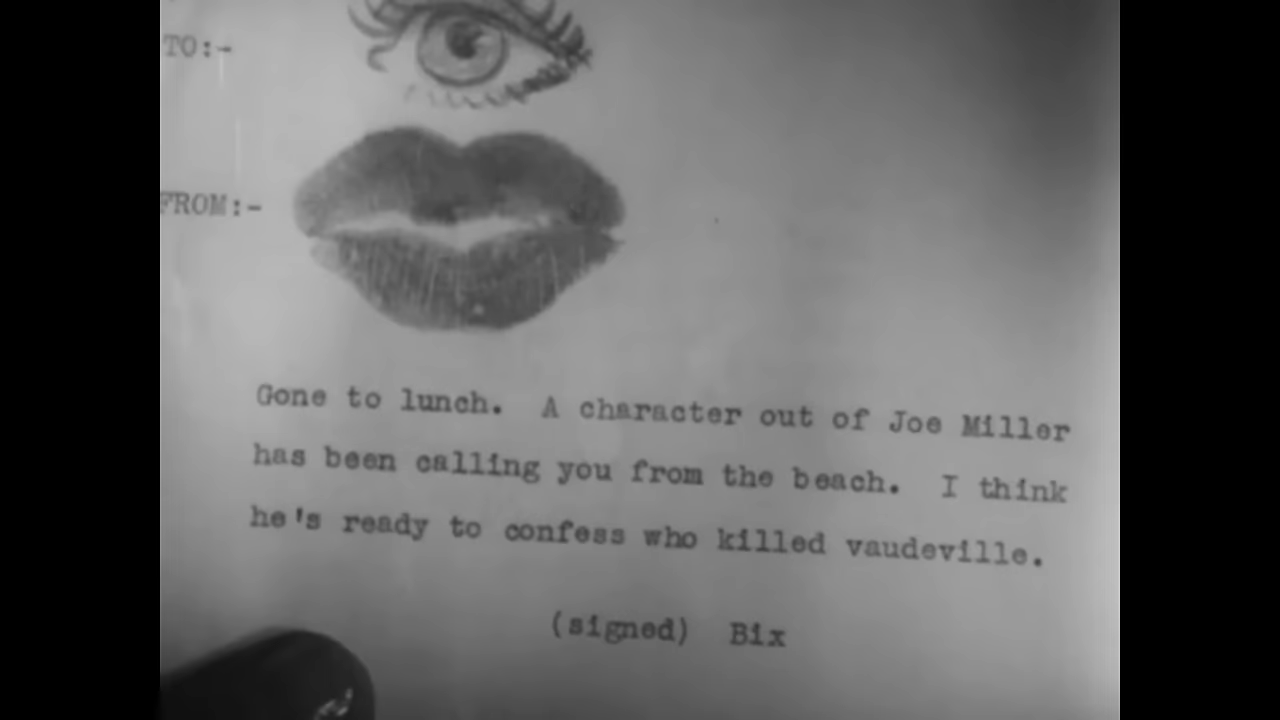 TO:-
FROM:-
Gone to lunch. A character out of Joe Miller
has been calling you from the beach. I think
he's ready to confess who killed vaudeville.
(signed) Bix